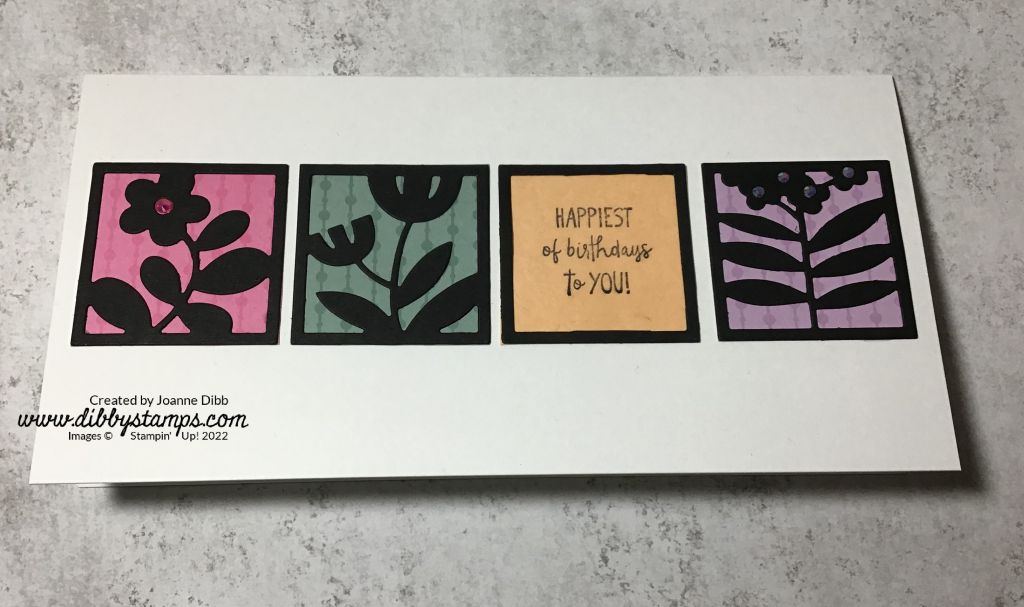 HAPPIEST
of birthdays
to YOU!
Created by Joanne Dibb
www.dibbystamps.com
Images © Stampin' Up! 2022